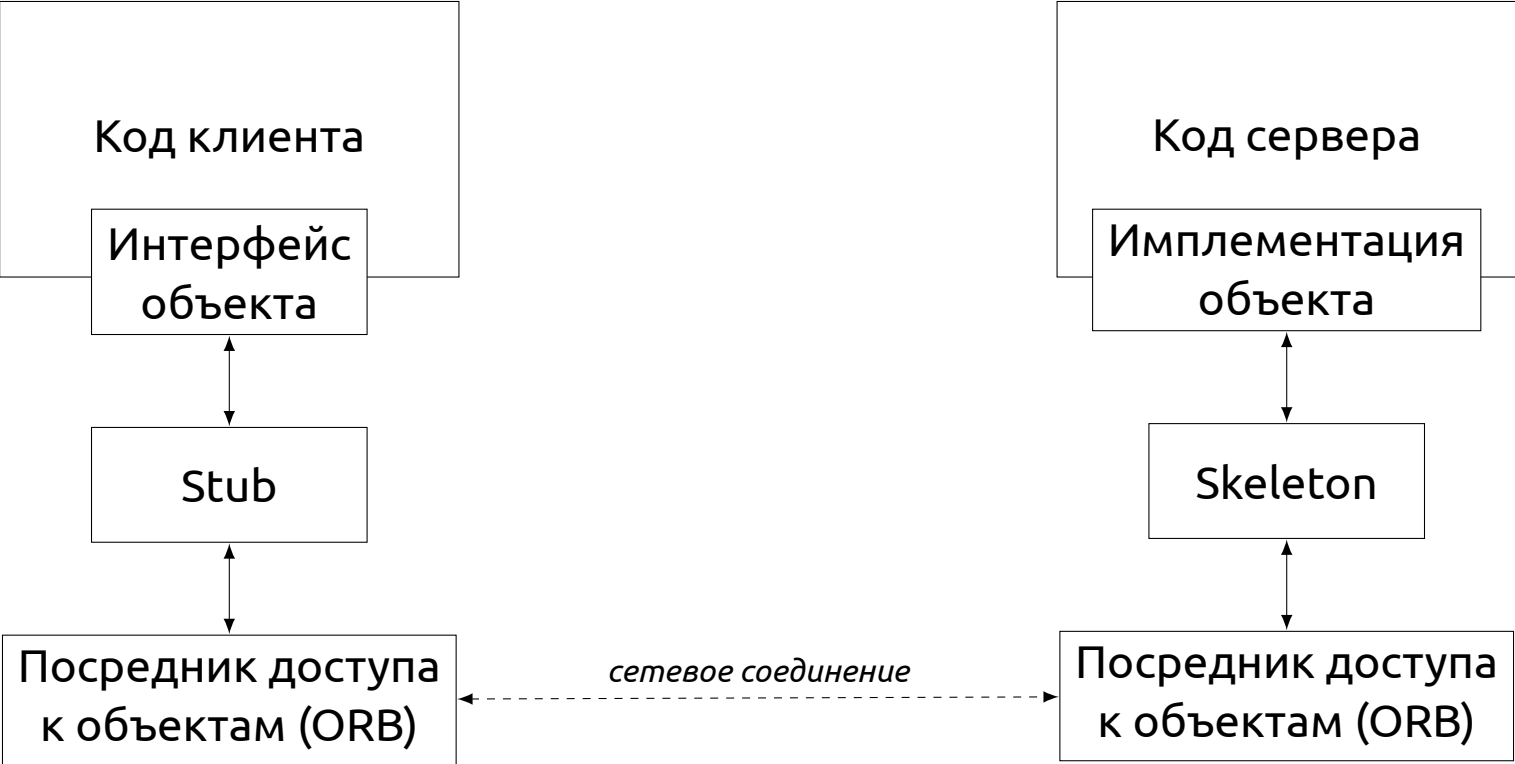 Код клиента
Интерфейс
объекта
Stub
Посредник доступа
к объектам (ORB)
сетевое соединение
Код сервера
Имплементация
объекта
Skeleton
Посредник доступа
к объектам (ORB)